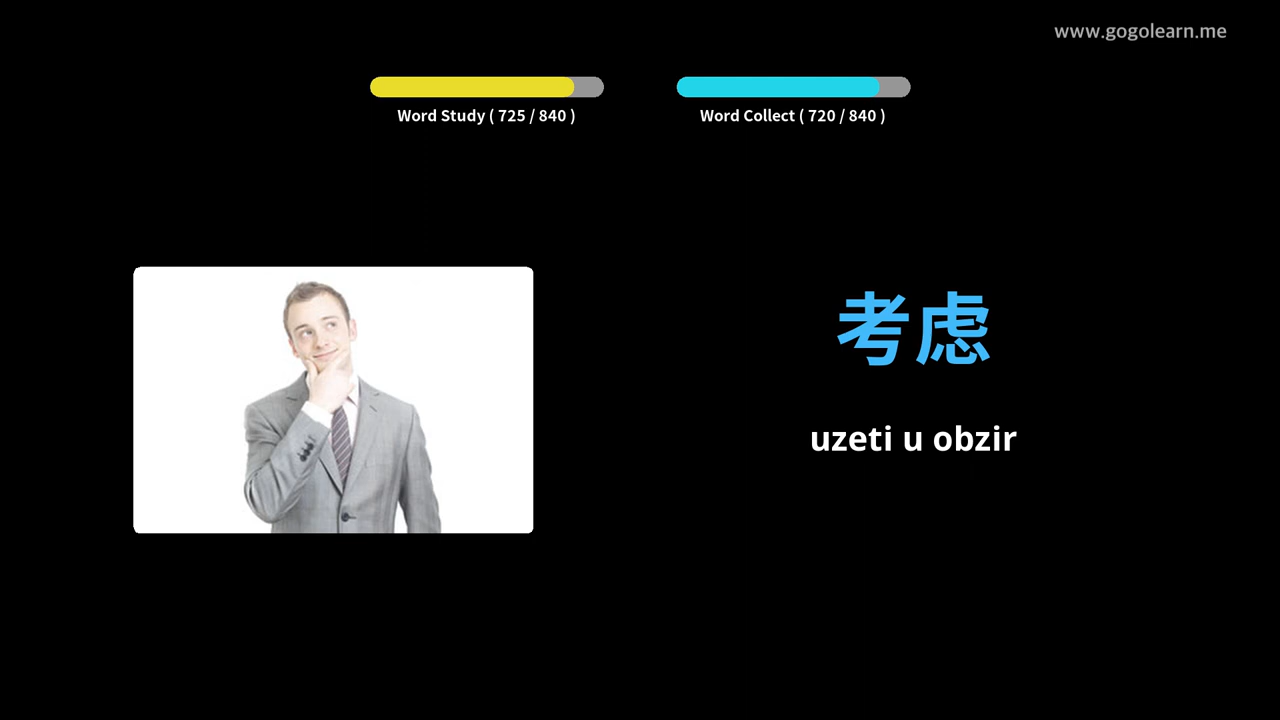 www.gogolearn.me
Word Study ( 725 / 840 )
Word Collect ( 720 / 840 )
考虑
uzeti u obzir